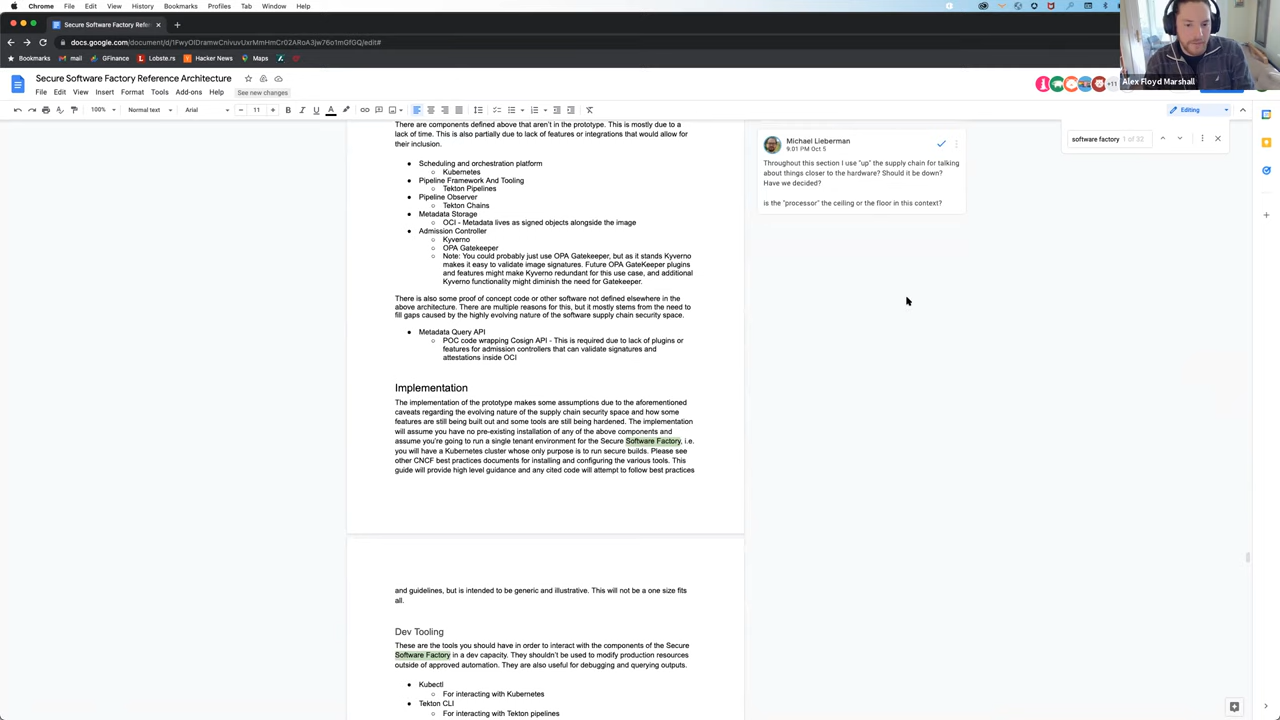 Chrome File Edit View History Bookmarks Profiles Tab Window Help
Secure Software Factory Refer
docs.google.com/document/d/1FwyOlDramwCnivuvUxrMmHmCr02ARoA3jw76o1mGfGQ/edit#
Bookmarks mail GFinance Lobste.rs Hacker News Maps
Alex Floyd Marshall
Secure Software Factory Reference Architecture
File Edit View Insert Format Tools Add-ons Help See new changes
+11
100% Normal text Arial 11 Editing
There are components defined above that aren't in the prototype. This is mostly due to a
lack of time. This is also partially due to lack of features or integrations that would allow for
their inclusion.
Scheduling and orchestration platform
Kubernetes
Pipeline Framework And Tooling
Tekton Pipelines
Pipeline Observer
Tekton Chains
Metadata Storage
OCI - Metadata lives as signed objects alongside the image
Admission Controller
Kyverno
OPA Gatekeeper
Note: You could probably just use OPA Gatekeeper, but as it stands Kyverno
makes it easy to validate image signatures. Future OPA GateKeeper plugins
and features might make Kyverno redundant for this use case, and additional
Kyverno functionality might diminish the need for Gatekeeper.
There is also some proof of concept code or other software not defined elsewhere in the
above architecture. There are multiple reasons for this, but it mostly stems from the need to
fill gaps caused by the highly evolving nature of the software supply chain security space.
Metadata Query API
POC code wrapping Cosign API - This is required due to lack of plugins or
features for admission controllers that can validate signatures and
attestations inside OCI
Implementation
The implementation of the prototype makes some assumptions due to the aforementioned
caveats regarding the evolving nature of the supply chain security space and how some
features are still being built out and some tools are still being hardened. The implementation
will assume you have no pre-existing installation of any of the above components and
assume you're going to run a single tenant environment for the Secure Software Factory, i.e.
you will have a Kubernetes cluster whose only purpose is to run secure builds. Please see
other CNCF best practices documents for installing and configuring the various tools. This
guide will provide high level guidance and any cited code will attempt to follow best practices
and guidelines, but is intended to be generic and illustrative. This will not be a one size fits
all.
Dev Tooling
These are the tools you should have in order to interact with the components of the Secure
Software Factory in a dev capacity. They shouldn't be used to modify production resources
outside of approved automation. They are also useful for debugging and querying outputs.
Kubectl
For interacting with Kubernetes
Tekton CLI
For interacting with Tekton pipelines
Michael Lieberman
9:01 PM Oct 5
Throughout this section I use "up" the supply chain for talking
about things closer to the hardware? Should it be down?
Have we decided?
is the "processor" the ceiling or the floor in this context?
software factory 1 of 32